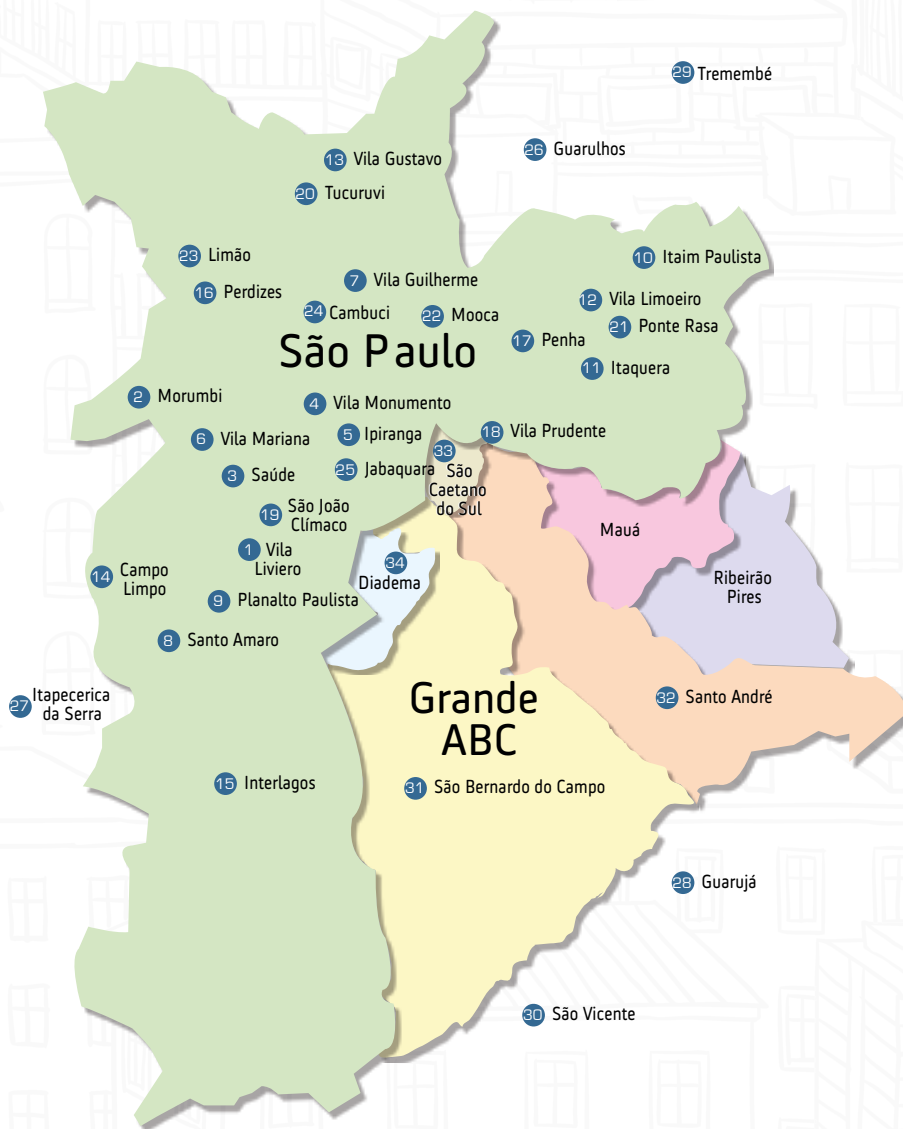 29 Tremembé
26 Guarulhos
13 Vila Gustavo
20 Tucuruvi
23 Limão
10 Itaim Paulista
7 Vila Guilherme
16 Perdizes
12 Vila Limoeiro
24 Cambuci
22 Mooca
21 Ponte Rasa
17 Penha
São Paulo
11 Itaquera
2 Morumbi
4 Vila Monumento
18 Vila Prudente
5 Ipiranga
6 Vila Mariana
33
São
Caetano
do Sul
25 Jabaquara
3 Saúde
19 São João
Clímaco
Mauá
1 Vila
Liviero
34
Diadema
14 Campo
Limpo
Ribeirão
Pires
9 Planalto Paulista
8 Santo Amaro
27 Itapecerica
da Serra
Grande
ABC
32 Santo André
15 Interlagos
31 São Bernardo do Campo
28 Guarujá
30 São Vicente